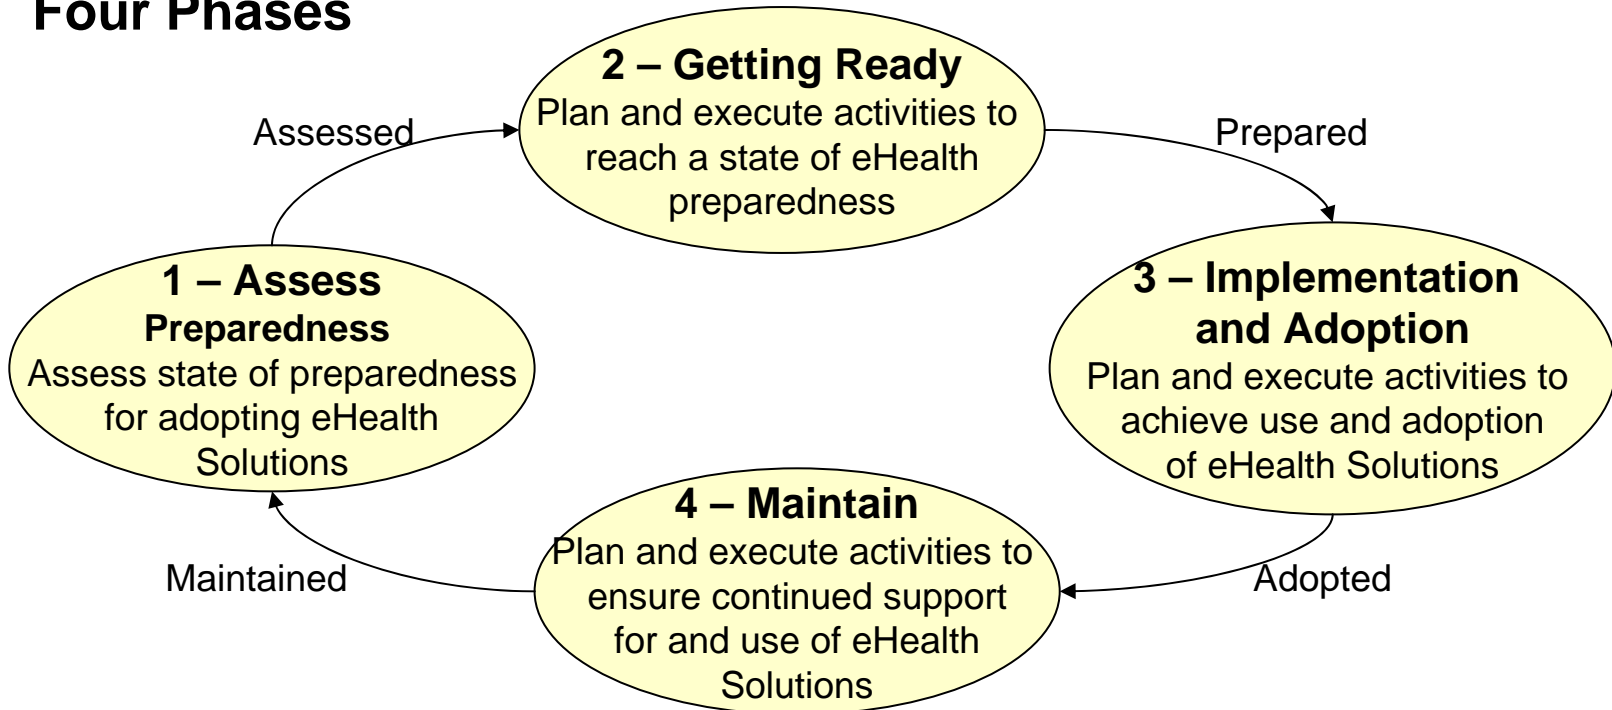 Four Phases
2 – Getting Ready
Plan and execute activities to
reach a state of eHealth
preparedness
Assessed
Prepared
1 – Assess
Preparedness
Assess state of preparedness
for adopting eHealth
Solutions
3 – Implementation
and Adoption
Plan and execute activities to
achieve use and adoption
of eHealth Solutions
4 – Maintain
Plan and execute activities to
ensure continued support
for and use of eHealth
Solutions
Maintained
Adopted